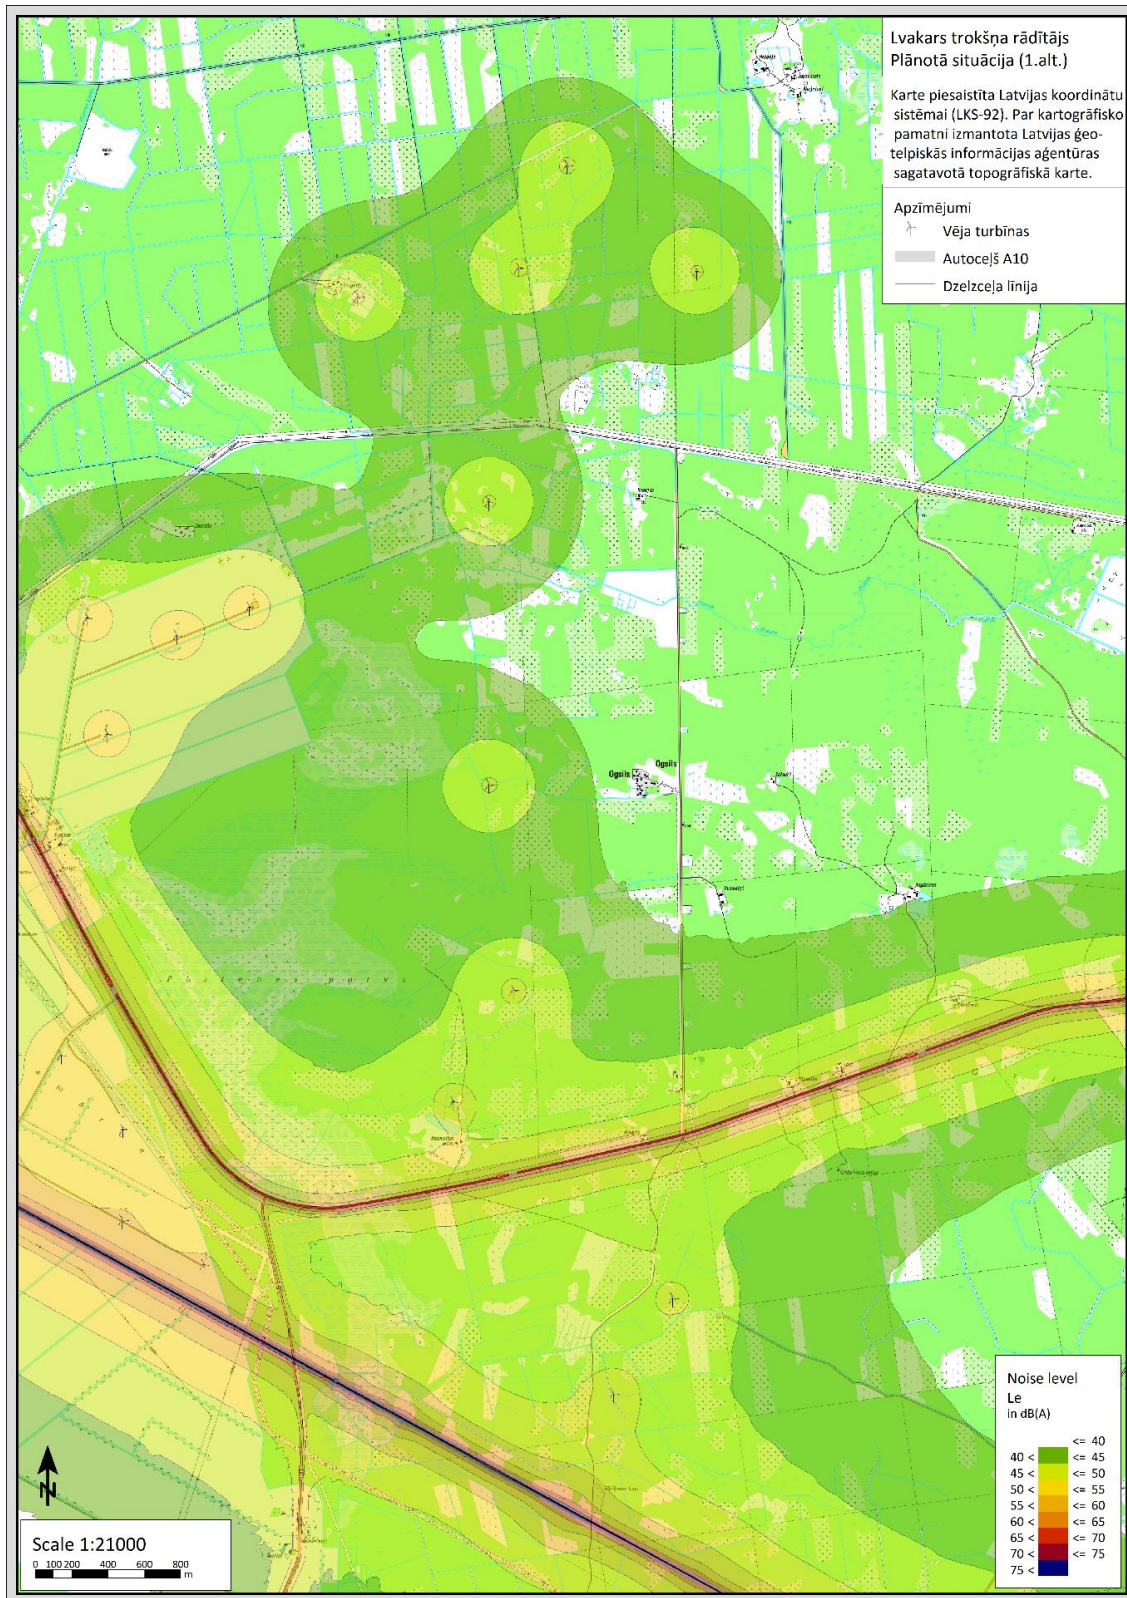 Lvakars trokšņa rādītājs
Plānotā situācija (1.alt.)
Karte piesaistīta Latvijas koordinātu
sistēmai (LKS-92). Par kartogrāfisko
pamatni izmantota Latvijas ģeo-
telpiskās informācijas aģentūras
sagatavotā topogrāfiskā karte.
Apzīmējumi
Vēja turbīnas
Autoceļš A10
Dzelzceļa līnija
Ogsils
Ogsils
Noise level
Le
in dB(A)
<= 40
40 < <= 45
45 < <= 50
50 < <= 55
55 < <= 60
60 < <= 65
65 < <= 70
70 < <= 75
75 <
N
Scale 1:21000
0 100 200 400 600 800
m